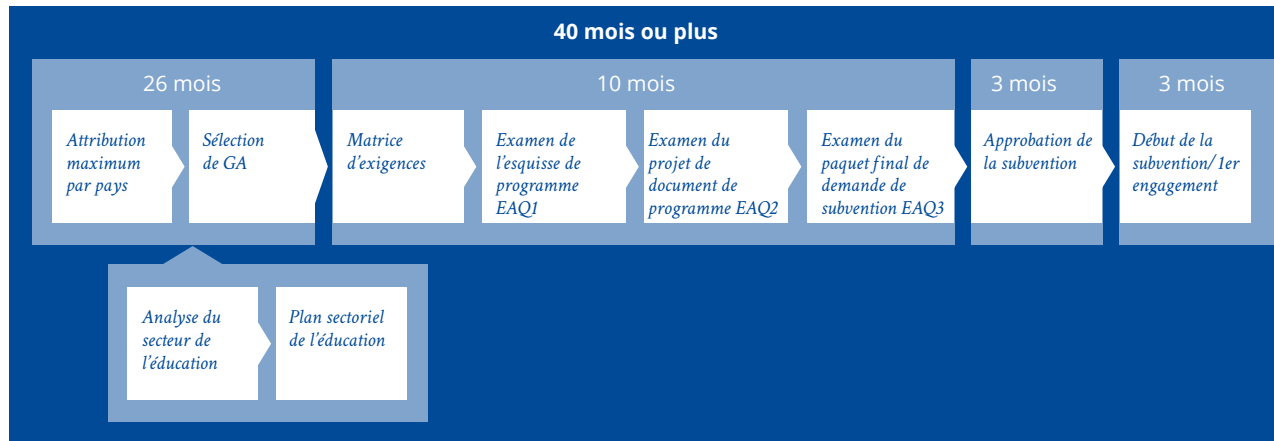 40 mois ou plus
26 mois
Attribution
maximum
par pays
Sélection
de GA
10 mois
Matrice
d'exigences
Examen de
l'esquisse de
programme
EAQ1
Examen du
projet de
document de
programme EAQ2
Examen du
paquet final de
demande de
subvention EAQ3
3 mois
Approbation de
la subvention
3 mois
Début de la
subvention/1er
engagement
Analyse du
secteur de
l'éducation
Plan sectoriel
de l'éducation